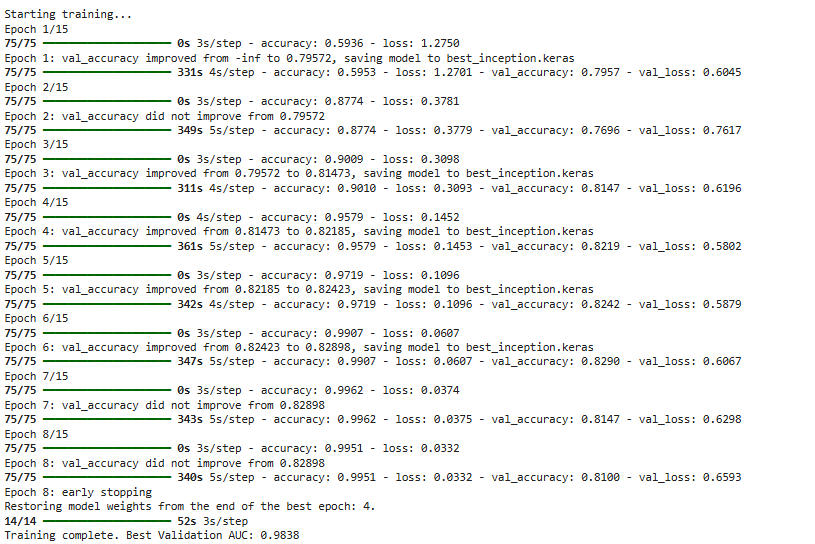 Starting training...
Epoch 1/15
75/75 ━━━━━━━━━━━━━━━━━━━━ 0s 3s/step - accuracy: 0.5936 - loss: 1.2750
Epoch 1: val_accuracy improved from -inf to 0.79572, saving model to best_inception.keras
75/75 ━━━━━━━━━━━━━━━━━━━━ 331s 4s/step - accuracy: 0.5953 - loss: 1.2701 - val_accuracy: 0.7957 - val_loss: 0.6045
Epoch 2/15
75/75 ━━━━━━━━━━━━━━━━━━━━ 0s 3s/step - accuracy: 0.8774 - loss: 0.3781
Epoch 2: val_accuracy did not improve from 0.79572
75/75 ━━━━━━━━━━━━━━━━━━━━ 349s 5s/step - accuracy: 0.8774 - loss: 0.3779 - val_accuracy: 0.7696 - val_loss: 0.7617
Epoch 3/15
75/75 ━━━━━━━━━━━━━━━━━━━━ 0s 3s/step - accuracy: 0.9009 - loss: 0.3098
Epoch 3: val_accuracy improved from 0.79572 to 0.81473, saving model to best_inception.keras
75/75 ━━━━━━━━━━━━━━━━━━━━ 311s 4s/step - accuracy: 0.9010 - loss: 0.3093 - val_accuracy: 0.8147 - val_loss: 0.6196
Epoch 4/15
75/75 ━━━━━━━━━━━━━━━━━━━━ 0s 4s/step - accuracy: 0.9579 - loss: 0.1452
Epoch 4: val_accuracy improved from 0.81473 to 0.82185, saving model to best_inception.keras
75/75 ━━━━━━━━━━━━━━━━━━━━ 361s 5s/step - accuracy: 0.9579 - loss: 0.1453 - val_accuracy: 0.8219 - val_loss: 0.5802
Epoch 5/15
75/75 ━━━━━━━━━━━━━━━━━━━━ 0s 3s/step - accuracy: 0.9719 - loss: 0.1096
Epoch 5: val_accuracy improved from 0.82185 to 0.82423, saving model to best_inception.keras
75/75 ━━━━━━━━━━━━━━━━━━━━ 342s 4s/step - accuracy: 0.9719 - loss: 0.1096 - val_accuracy: 0.8242 - val_loss: 0.5879
Epoch 6/15
75/75 ━━━━━━━━━━━━━━━━━━━━ 0s 3s/step - accuracy: 0.9907 - loss: 0.0607
Epoch 6: val_accuracy improved from 0.82423 to 0.82898, saving model to best_inception.keras
75/75 ━━━━━━━━━━━━━━━━━━━━ 347s 5s/step - accuracy: 0.9907 - loss: 0.0607 - val_accuracy: 0.8290 - val_loss: 0.6067
Epoch 7/15
75/75 ━━━━━━━━━━━━━━━━━━━━ 0s 3s/step - accuracy: 0.9962 - loss: 0.0374
Epoch 7: val_accuracy did not improve from 0.82898
75/75 ━━━━━━━━━━━━━━━━━━━━ 343s 5s/step - accuracy: 0.9962 - loss: 0.0375 - val_accuracy: 0.8147 - val_loss: 0.6298
Epoch 8/15
75/75 ━━━━━━━━━━━━━━━━━━━━ 0s 3s/step - accuracy: 0.9951 - loss: 0.0332
Epoch 8: val_accuracy did not improve from 0.82898
75/75 ━━━━━━━━━━━━━━━━━━━━ 340s 5s/step - accuracy: 0.9951 - loss: 0.0332 - val_accuracy: 0.8100 - val_loss: 0.6593
Epoch 8: early stopping
Restoring model weights from the end of the best epoch: 4.
14/14 ━━━━━━━━━━━━━━━━━━━━ 52s 3s/step
Training complete. Best Validation AUC: 0.9838